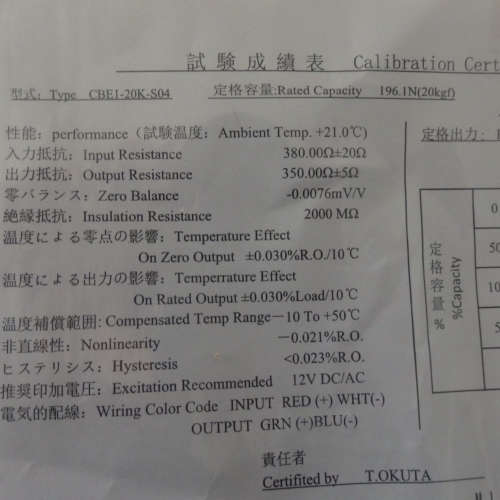 試験成績表 Calibration Cert
型式: Type CBE1-20K-S04 定格容量:Rated Capacity 196.1N(20kgf)
性能: performance (試験温度: Ambient Temp. +21.0℃) 定格出力:
入力抵抗: Input Resistance 380.00Ω±20Ω
出力抵抗: Output Resistance 350.00Ω±5Ω
零バランス: Zero Balance -0.0076mV/V
絶縁抵抗: Insulation Resistance 2000 MΩ
温度による零点の影響: Temperature Effect
On Zero Output ±0.030%R.O./10℃
温度による出力の影響: Temperrature Effect
On Rated Output ±0.030%Load/10℃
温度補償範囲: Compensated Temp Range-10 To +50℃
非直線性: Nonlinearity -0.021%R.O.
ヒステリシス: Hysteresis <0.023%R.O.
推奨印加電圧: Excitation Recommended 12V DC/AC
電気的配線: Wiring Color Code INPUT RED (+) WHT(-)
OUTPUT GRN (+)BLU(-)
責任者
Certifited by T.OKUTA
定格容量 %
%Capacity
0
50
10
5